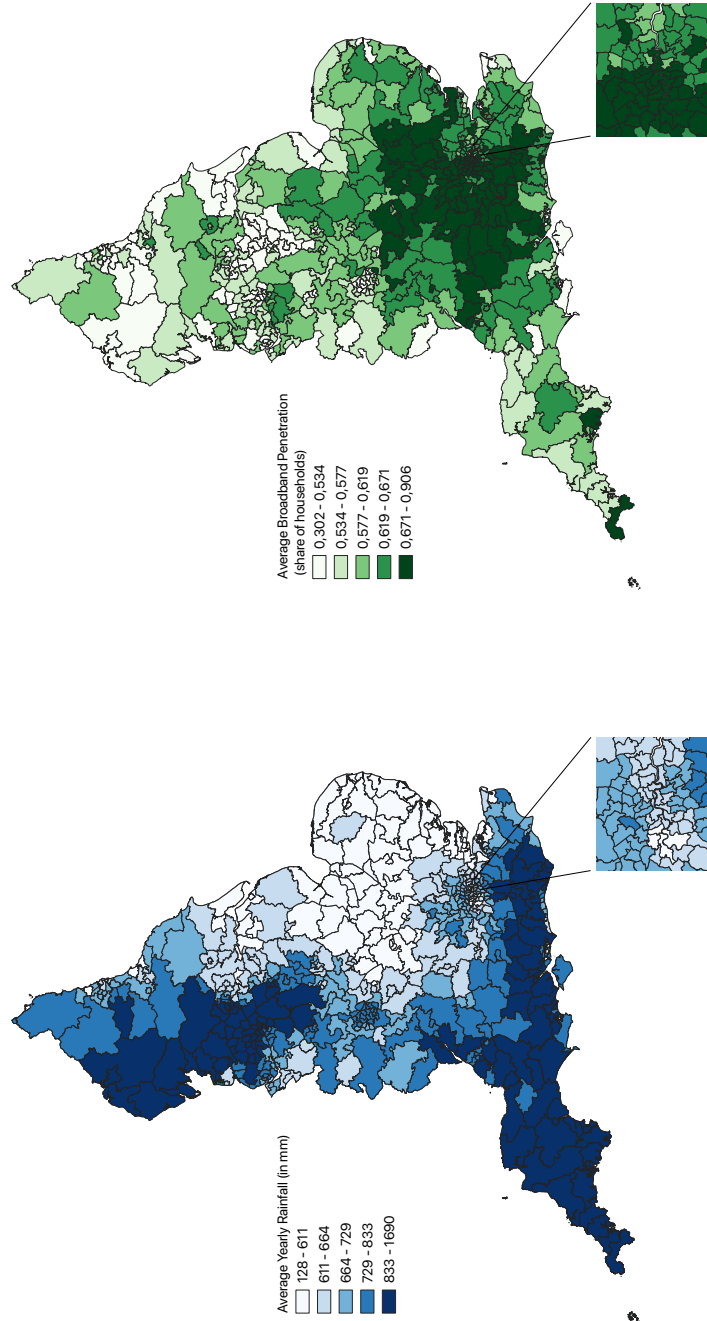 Average Broadband Penetration
(share of households)
0,302 - 0,534
0,534 - 0,577
0,577 - 0,619
0,619 - 0,671
0,671 - 0,906
Average Yearly Rainfall (in mm)
128 - 611
611 - 664
664 - 729
729 - 833
833 - 1690